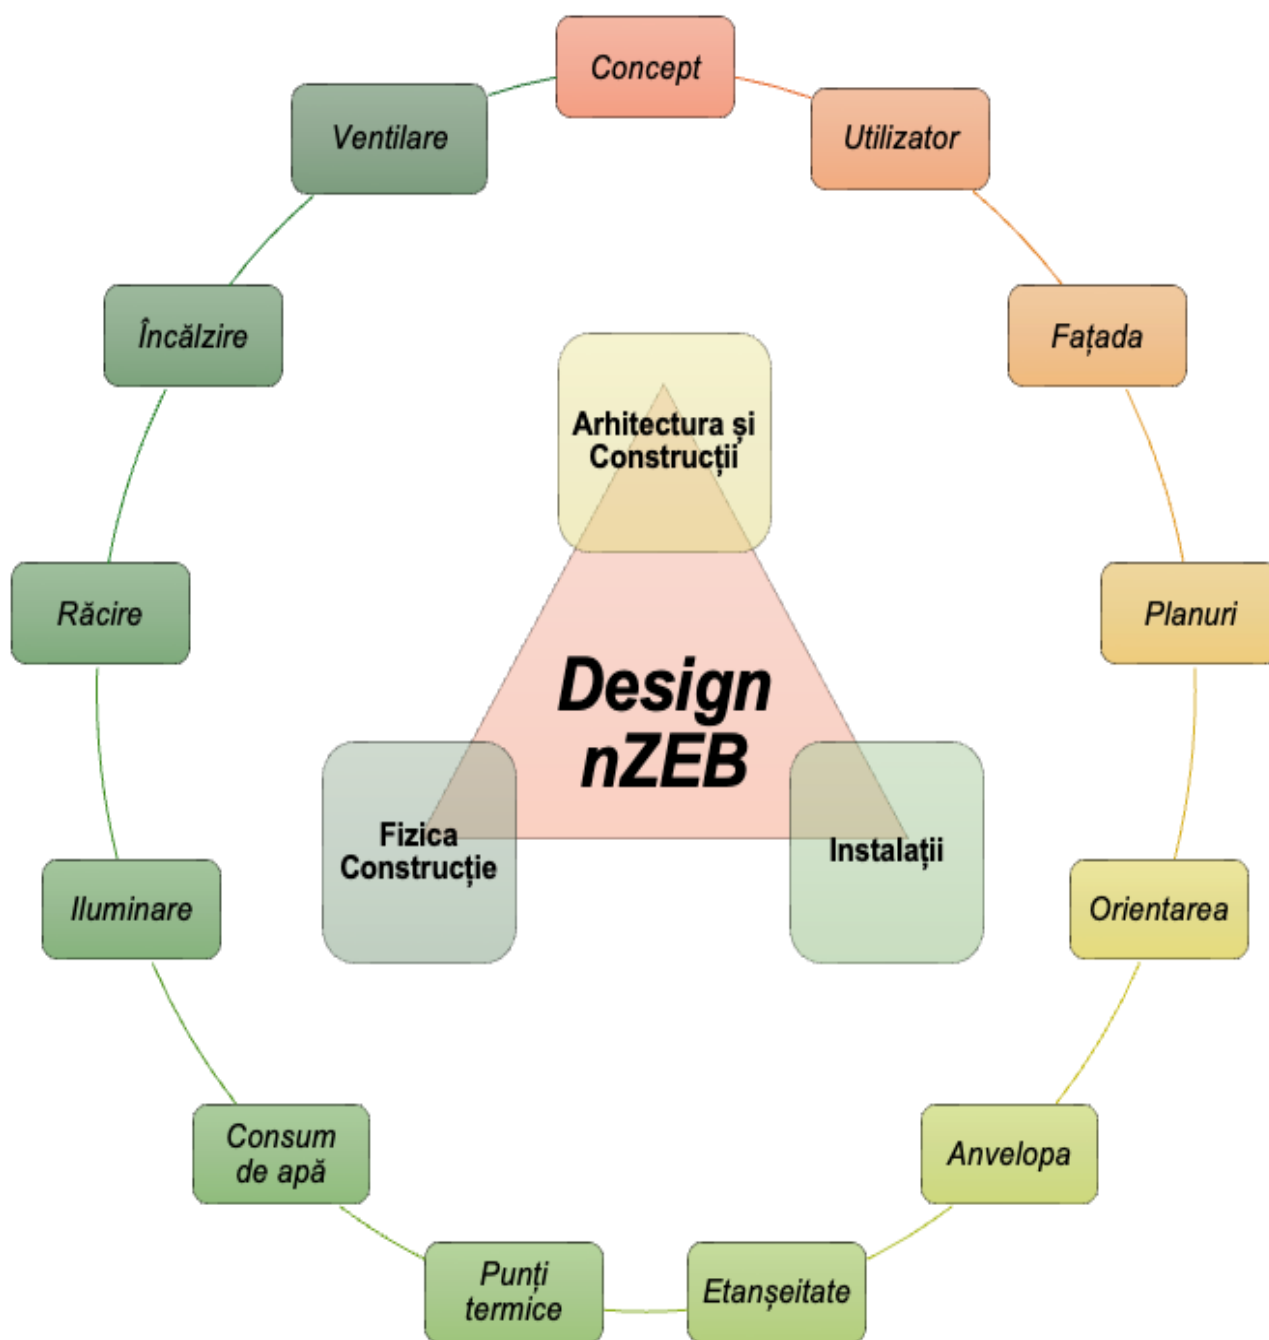 Concept
Utilizator
Fațada
Planuri
Orientarea
Anvelopa
Etanșeitate
Punți
termice
Consum
de apă
Iluminare
Răcire
Încălzire
Ventilare
Arhitectura și
Construcții
Design
nZEB
Fizica
Construcție
Instalații